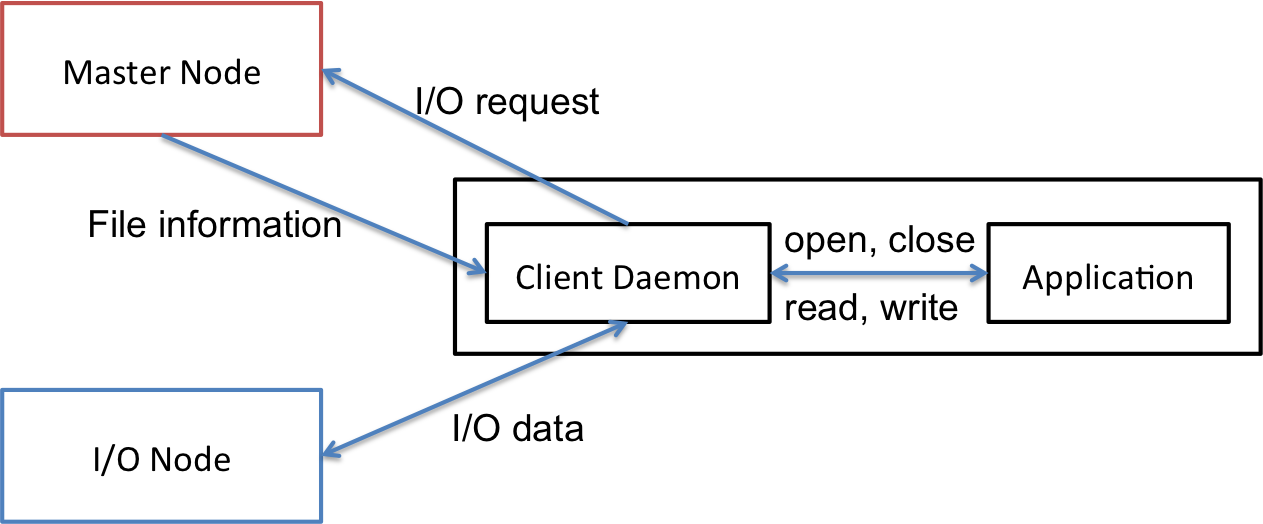 Master Node
I/O request
File information
open, close
Client Daemon
Application
read, write
I/O data
I/O Node